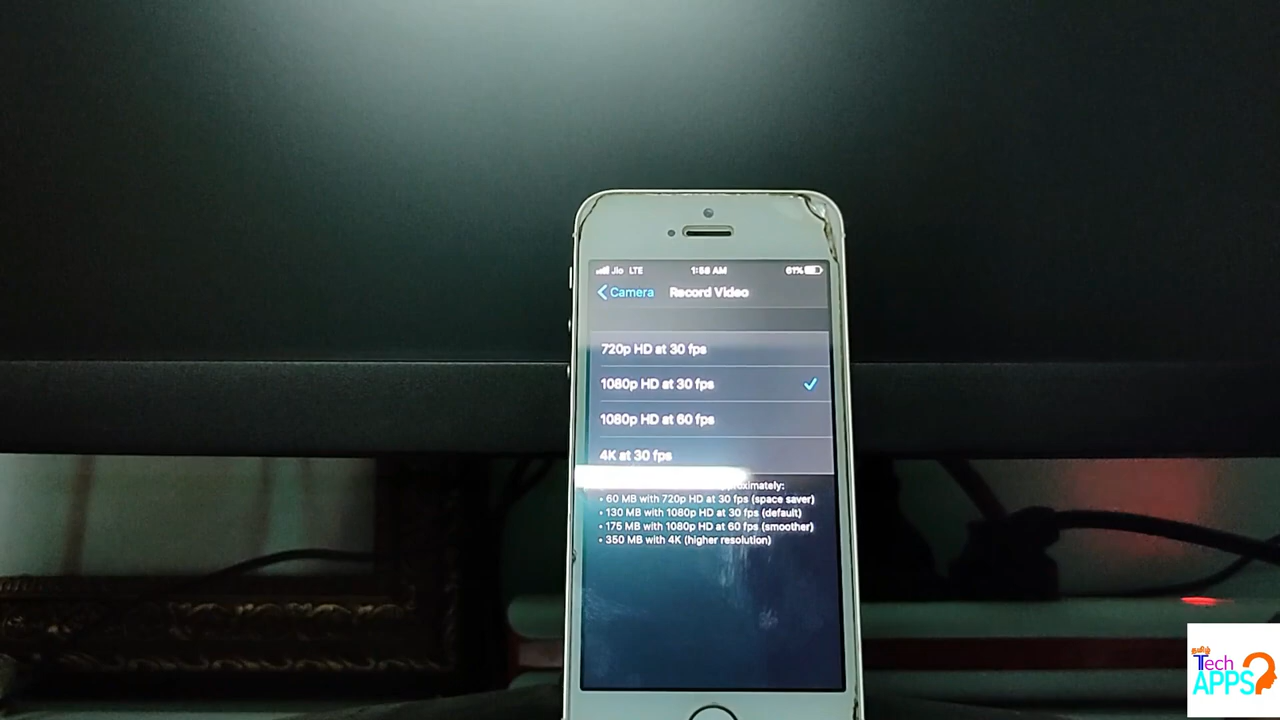 Jio LTE 1:58 AM 61%
Camera Record Video
720p HD at 30 fps
1080p HD at 30 fps
1080p HD at 60 fps
4K at 30 fps
• 60 MB with 720p HD at 30 fps (space saver)
• 130 MB with 1080p HD at 30 fps (default)
• 175 MB with 1080p HD at 60 fps (smoother)
• 350 MB with 4K (higher resolution)
தமிழ்
Tech
APPS